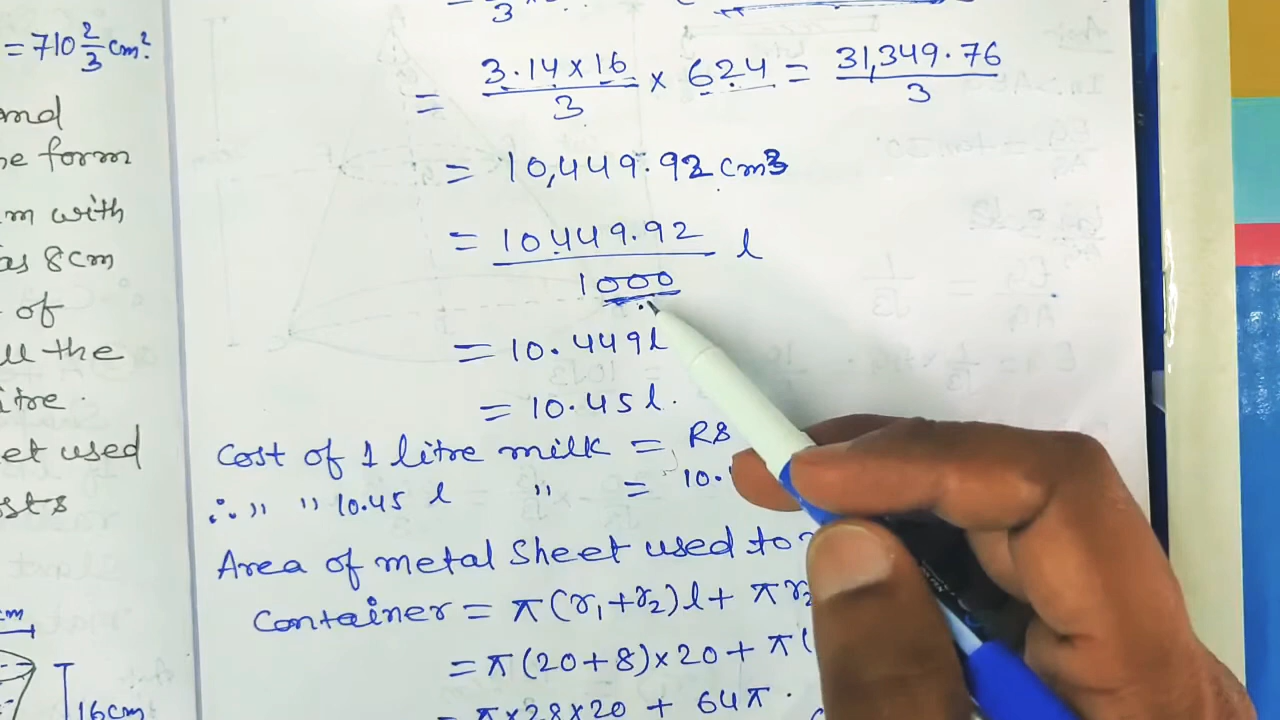 = 710 2/3 cm²
and
he form
m with
as 8cm
of
the
itre.
et used
sts
cm
16cm
3
= 3.14×16/3 × 624 = 31,349.76/3
= 10,449.92 cm³
= 10449.92/1000 l
= 10.449 l
= 10.45 l.
Cost of 1 litre milk = RS
∴ " " 10.45 l " = 10.
Area of metal Sheet used to
Container = π(r₁+r₂)l + πr₂
= π(20+8)×20 + π(
= π×28×20 + 64π.